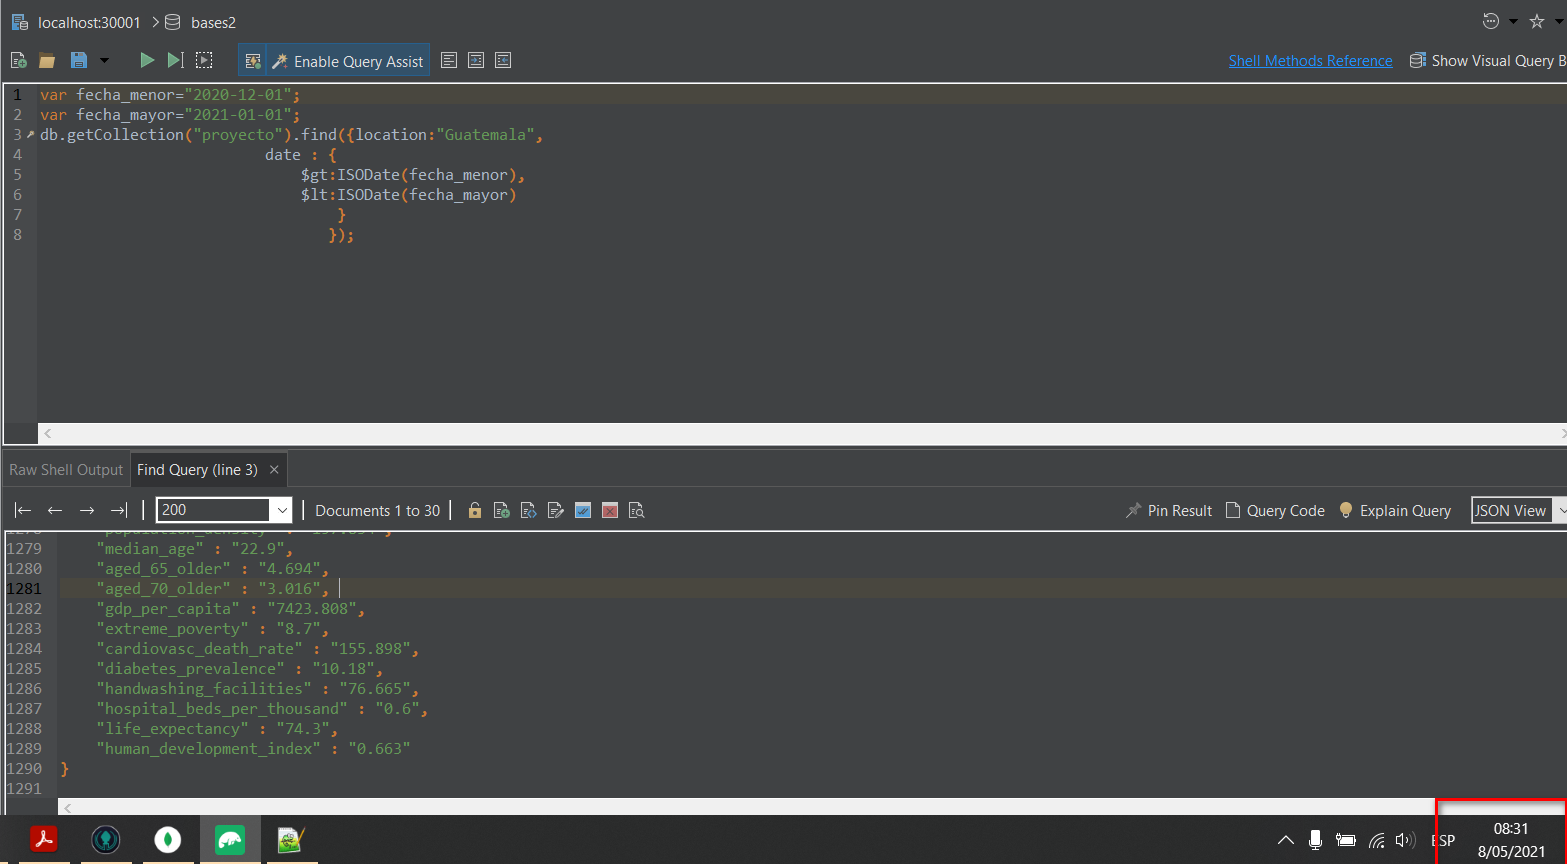 localhost:30001 > bases2
Enable Query Assist
Shell Methods Reference
Show Visual Query B
1 var fecha_menor="2020-12-01";
2 var fecha_mayor="2021-01-01";
3 db.getCollection("proyecto").find({location:"Guatemala",
4 date : {
5 $gt:ISODate(fecha_menor),
6 $lt:ISODate(fecha_mayor)
7 }
8 });
Raw Shell Output
Find Query (line 3) ×
200
Documents 1 to 30
Pin Result
Query Code
Explain Query
JSON View
1279 "median_age" : "22.9",
1280 "aged_65_older" : "4.694",
1281 "aged_70_older" : "3.016",
1282 "gdp_per_capita" : "7423.808",
1283 "extreme_poverty" : "8.7",
1284 "cardiovasc_death_rate" : "155.898",
1285 "diabetes_prevalence" : "10.18",
1286 "handwashing_facilities" : "76.665",
1287 "hospital_beds_per_thousand" : "0.6",
1288 "life_expectancy" : "74.3",
1289 "human_development_index" : "0.663"
1290 }
1291
ESP
08:31
8/05/2021